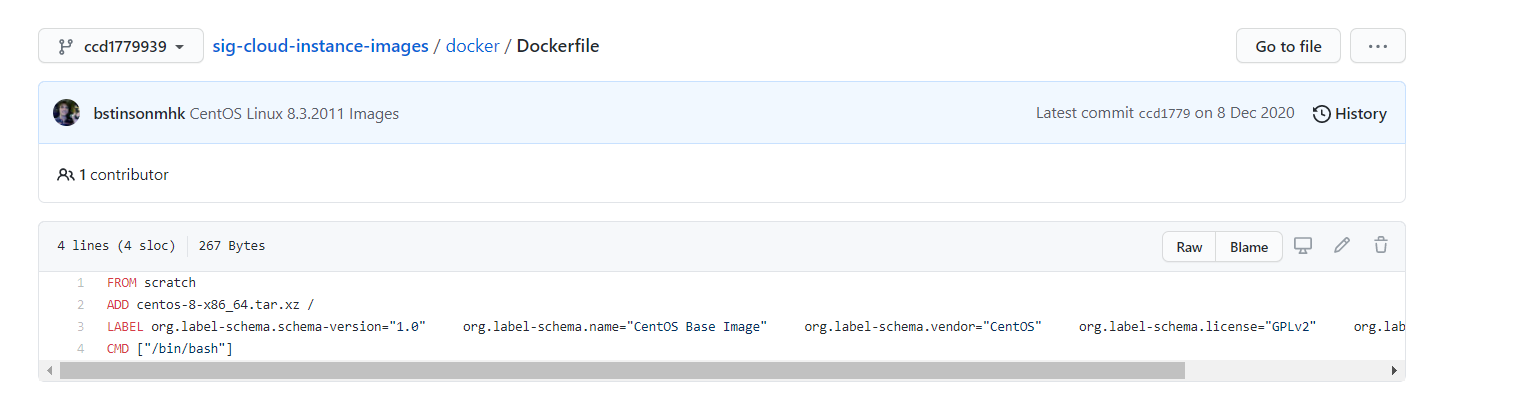 ccd1779939 sig-cloud-instance-images / docker / Dockerfile Go to file ...
bstinsonmhk CentOS Linux 8.3.2011 Images Latest commit ccd1779 on 8 Dec 2020 History
1 contributor
4 lines (4 sloc) 267 Bytes Raw Blame
1 FROM scratch
2 ADD centos-8-x86_64.tar.xz /
3 LABEL org.label-schema.schema-version="1.0" org.label-schema.name="CentOS Base Image" org.label-schema.vendor="CentOS" org.label-schema.license="GPLv2" org.lab
4 CMD ["/bin/bash"]